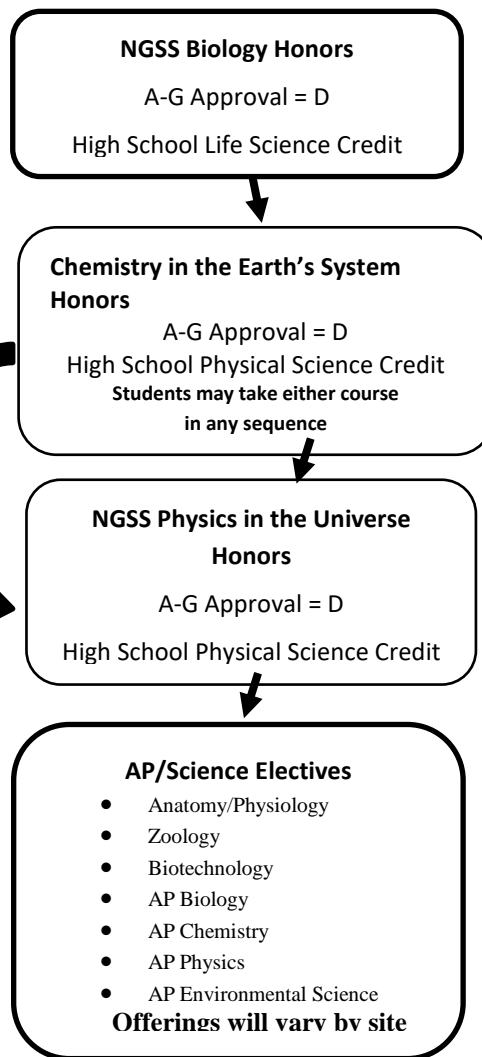 NGSS Biology Honors
A-G Approval = D
High School Life Science Credit
Chemistry in the Earth's System
Honors
A-G Approval = D
High School Physical Science Credit
Students may take either course
in any sequence
NGSS Physics in the Universe
Honors
A-G Approval = D
High School Physical Science Credit
AP/Science Electives
• Anatomy/Physiology
• Zoology
• Biotechnology
• AP Biology
• AP Chemistry
• AP Physics
• AP Environmental Science
Offerings will vary by site